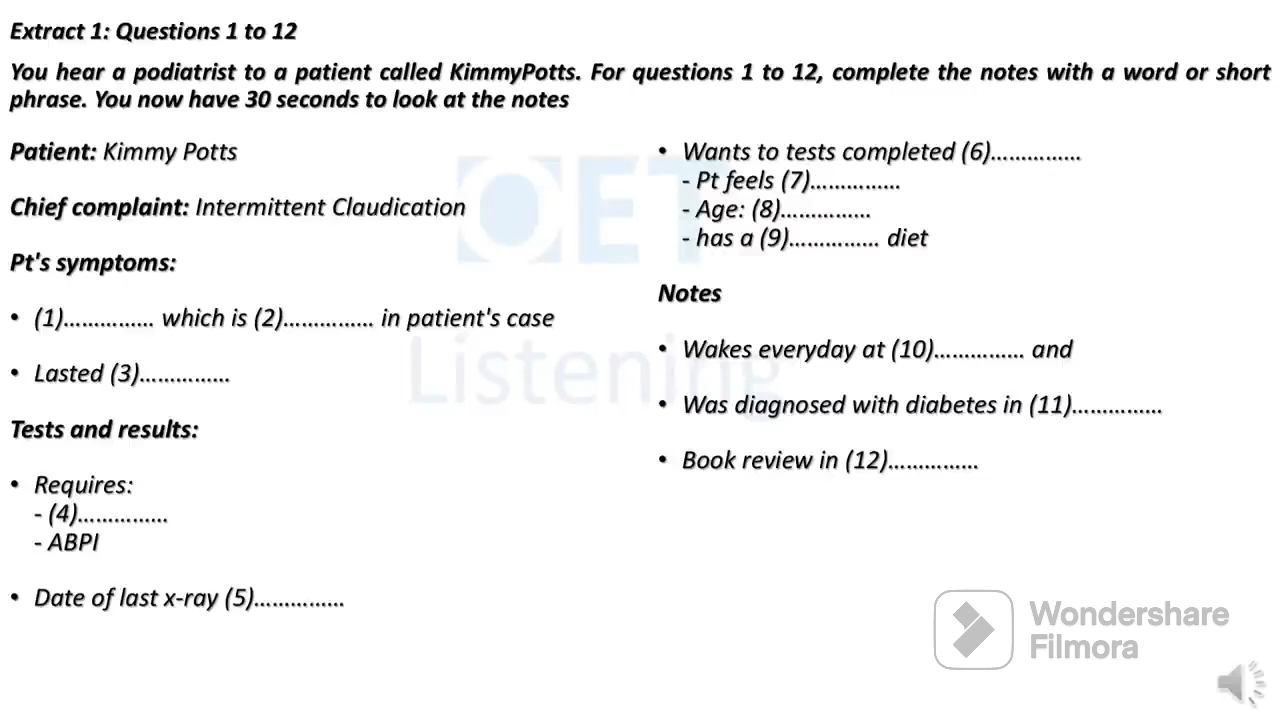 Extract 1: Questions 1 to 12
You hear a podiatrist to a patient called KimmyPotts. For questions 1 to 12, complete the notes with a word or short
phrase. You now have 30 seconds to look at the notes
Patient: Kimmy Potts
Chief complaint: Intermittent Claudication
Pt's symptoms:
• (1)…………… which is (2)…………… in patient's case
• Lasted (3)……………
Tests and results:
• Requires:
- (4)……………
- ABPI
• Date of last x-ray (5)……………
• Wants to tests completed (6)……………
- Pt feels (7)……………
- Age: (8)……………
- has a (9)…………… diet
Notes
• Wakes everyday at (10)…………… and
• Was diagnosed with diabetes in (11)……………
• Book review in (12)……………
OET
Listening
Wondershare
Filmora